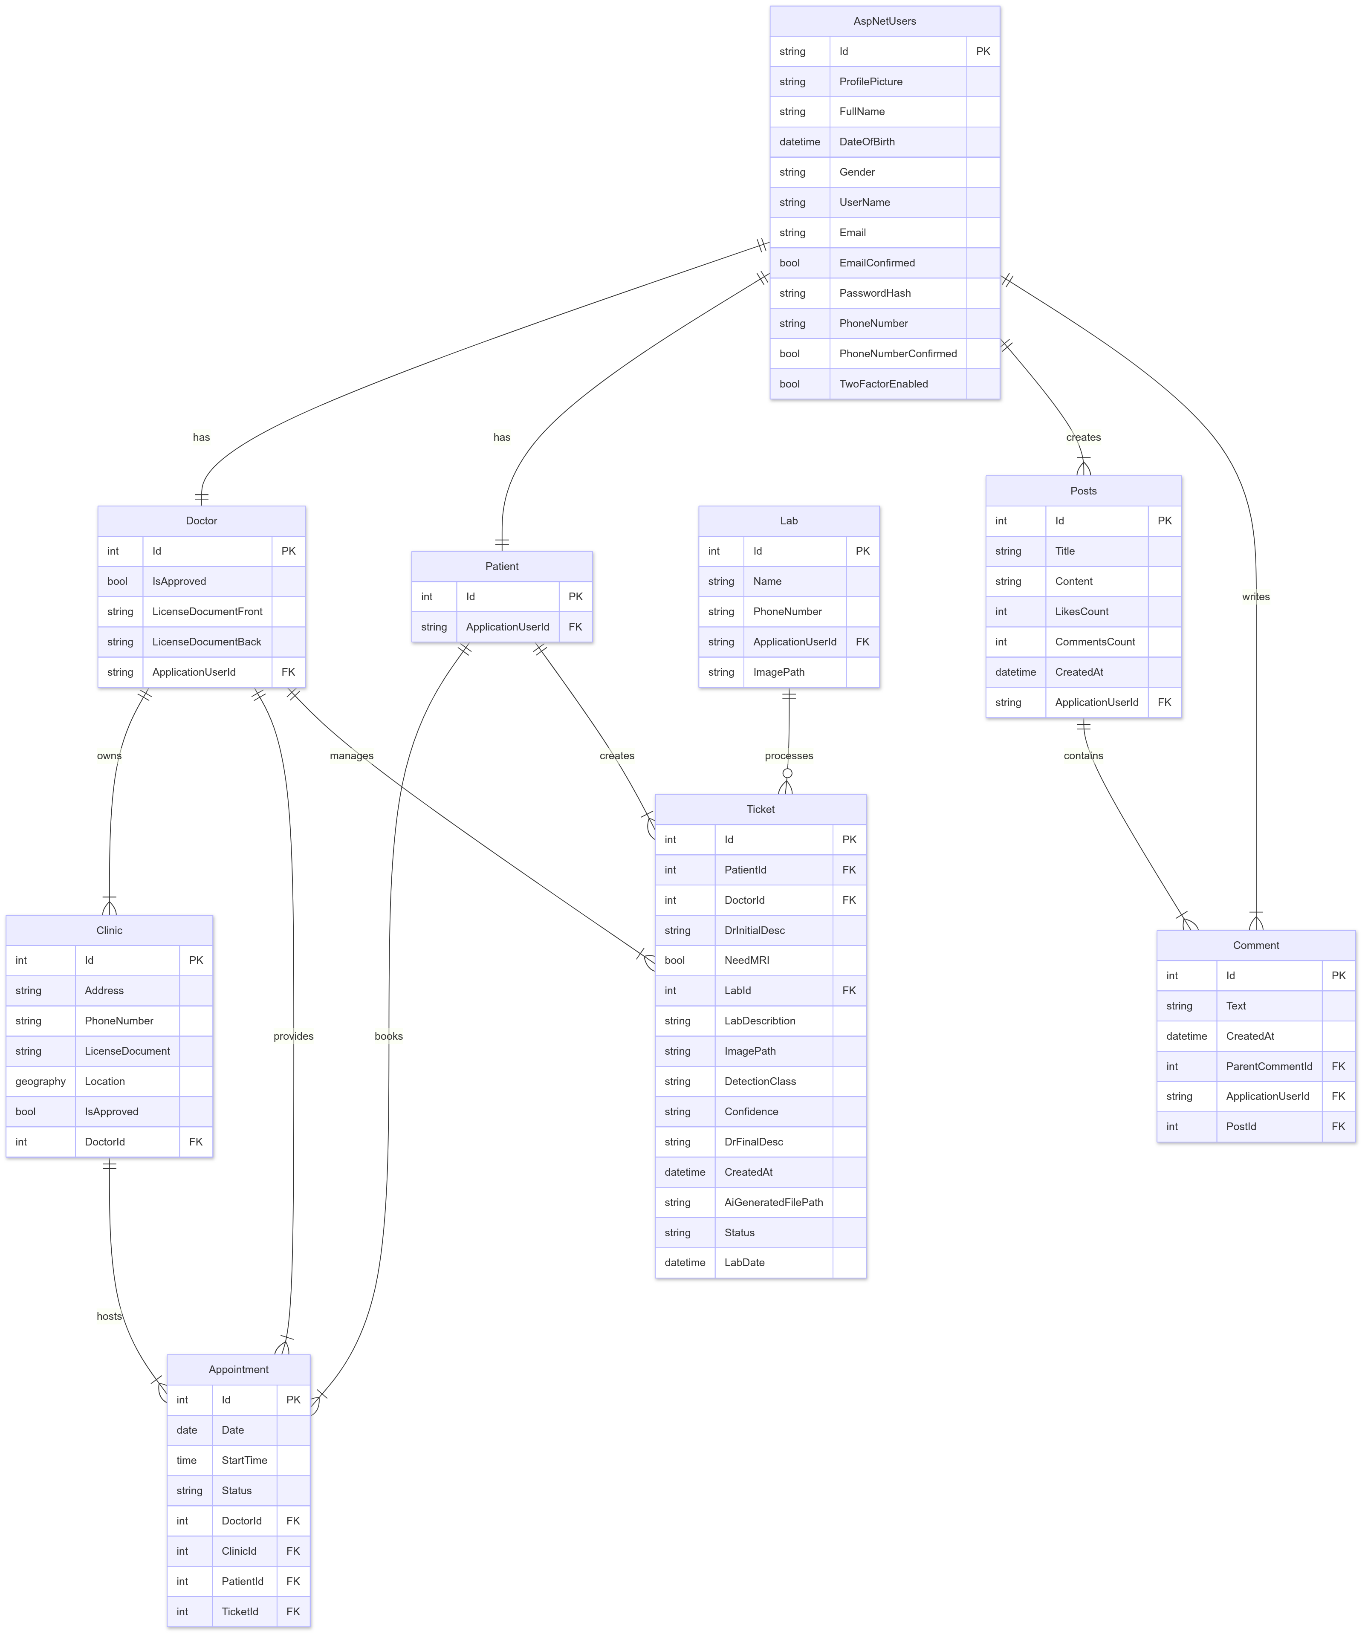 AspNetUsers
string Id PK
string ProfilePicture
string FullName
datetime DateOfBirth
string Gender
string UserName
string Email
bool EmailConfirmed
string PasswordHash
string PhoneNumber
bool PhoneNumberConfirmed
bool TwoFactorEnabled
has
has
creates
writes
Doctor
int Id PK
bool IsApproved
string LicenseDocumentFront
string LicenseDocumentBack
string ApplicationUserId FK
Patient
int Id PK
string ApplicationUserId FK
Lab
int Id PK
string Name
string PhoneNumber
string ApplicationUserId FK
string ImagePath
Posts
int Id PK
string Title
string Content
int LikesCount
int CommentsCount
datetime CreatedAt
string ApplicationUserId FK
owns
manages
creates
processes
contains
provides
books
Ticket
int Id PK
int PatientId FK
int DoctorId FK
string DrInitialDesc
bool NeedMRI
int LabId FK
string LabDescribtion
string ImagePath
string DetectionClass
string Confidence
string DrFinalDesc
datetime CreatedAt
string AiGeneratedFilePath
string Status
datetime LabDate
Clinic
int Id PK
string Address
string PhoneNumber
string LicenseDocument
geography Location
bool IsApproved
int DoctorId FK
Comment
int Id PK
string Text
datetime CreatedAt
int ParentCommentId FK
string ApplicationUserId FK
int PostId FK
hosts
Appointment
int Id PK
date Date
time StartTime
string Status
int DoctorId FK
int ClinicId FK
int PatientId FK
int TicketId FK